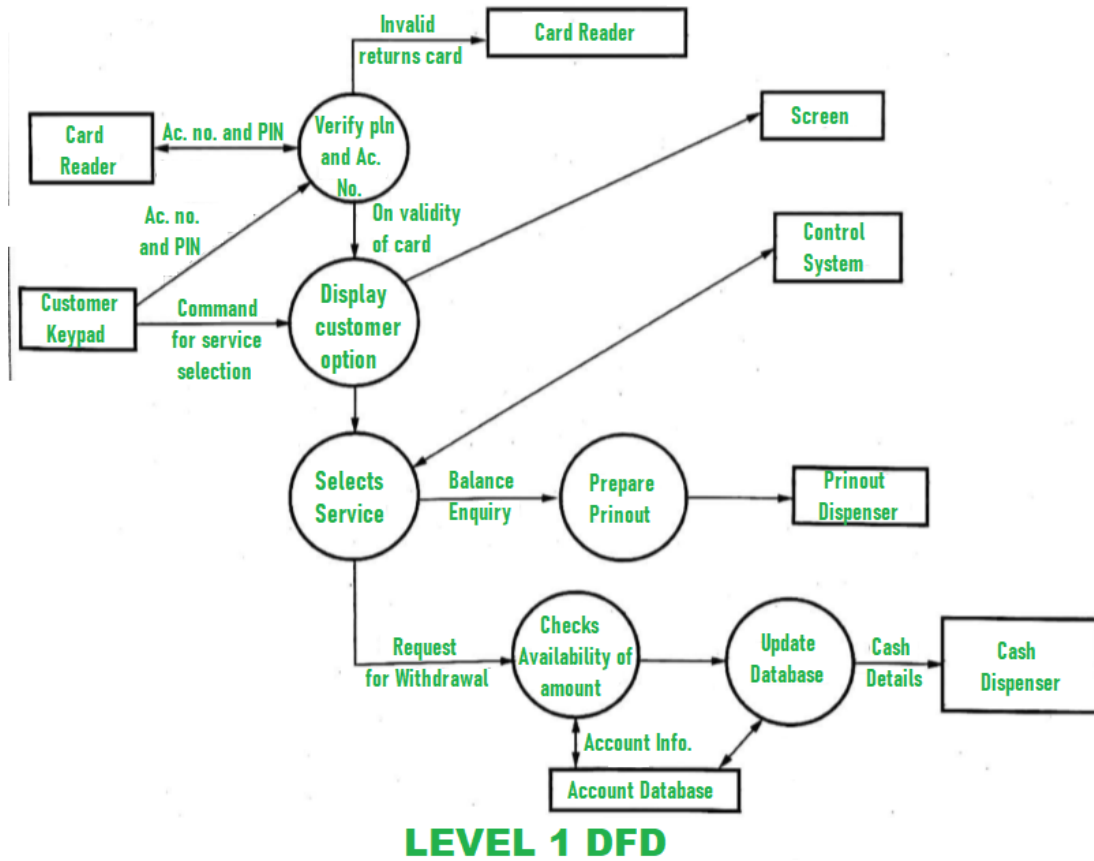 Invalid
returns card
Card Reader
Card
Reader
Ac. no. and PIN
Verify pln
and Ac.
No.
Screen
Ac. no.
and PIN
On validity
of card
Control
System
Customer
Keypad
Command
for service
selection
Display
customer
option
Selects
Service
Balance
Enquiry
Prepare
Prinout
Prinout
Dispenser
Request
for Withdrawal
Checks
Availability of
amount
Update
Database
Cash
Details
Cash
Dispenser
Account Info.
Account Database
LEVEL 1 DFD